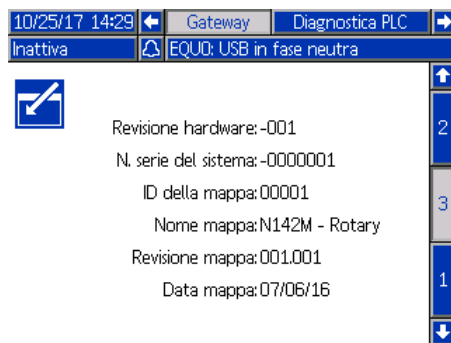 10/25/17 14:29 Gateway Diagnostica PLC
Inattiva EQU0: USB in fase neutra
2
Revisione hardware: -001
N. serie del sistema: -0000001
ID della mappa: 00001
3
Nome mappa: N142M - Rotary
Revisione mappa: 001.001
1
Data mappa: 07/06/16